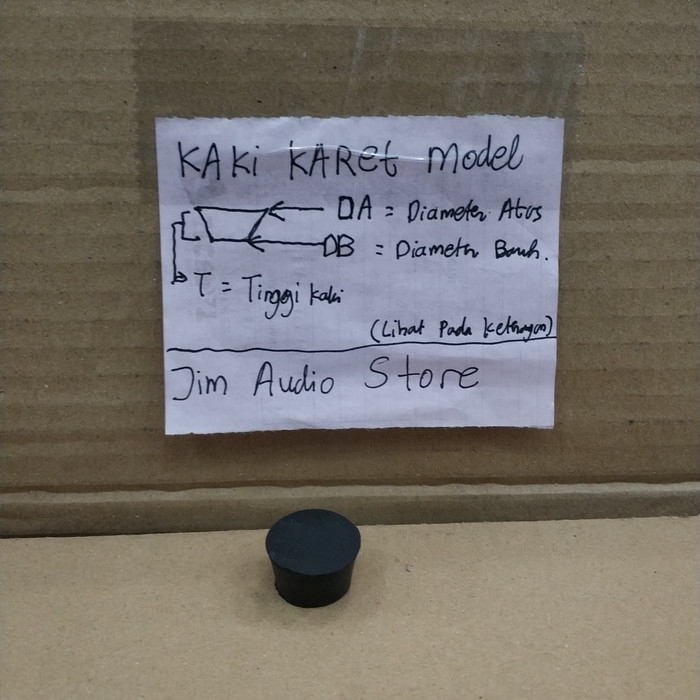 KAKi KARet Model
DA = Diameter Atas
DB = Diameter Bawah.
T = Tinggi kaki
(Lihat Pada Keterangan)
Jim Audio Store